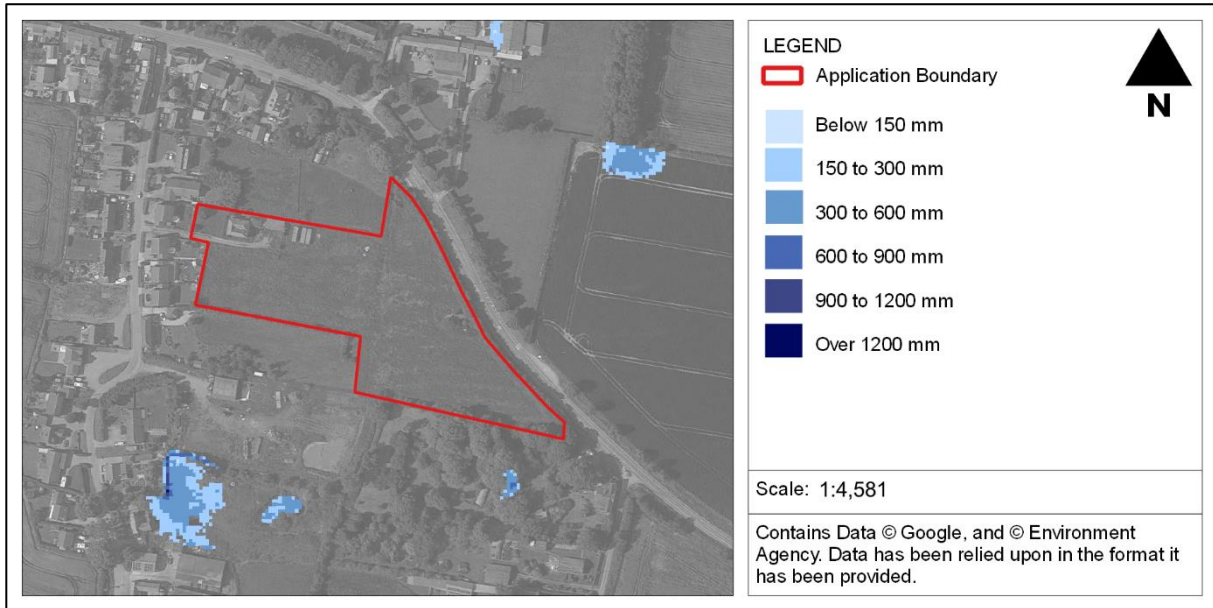 LEGEND
N
Application Boundary
Below 150 mm
150 to 300 mm
300 to 600 mm
600 to 900 mm
900 to 1200 mm
Over 1200 mm
Scale: 1:4,581
Contains Data © Google, and © Environment
Agency. Data has been relied upon in the format it
has been provided.